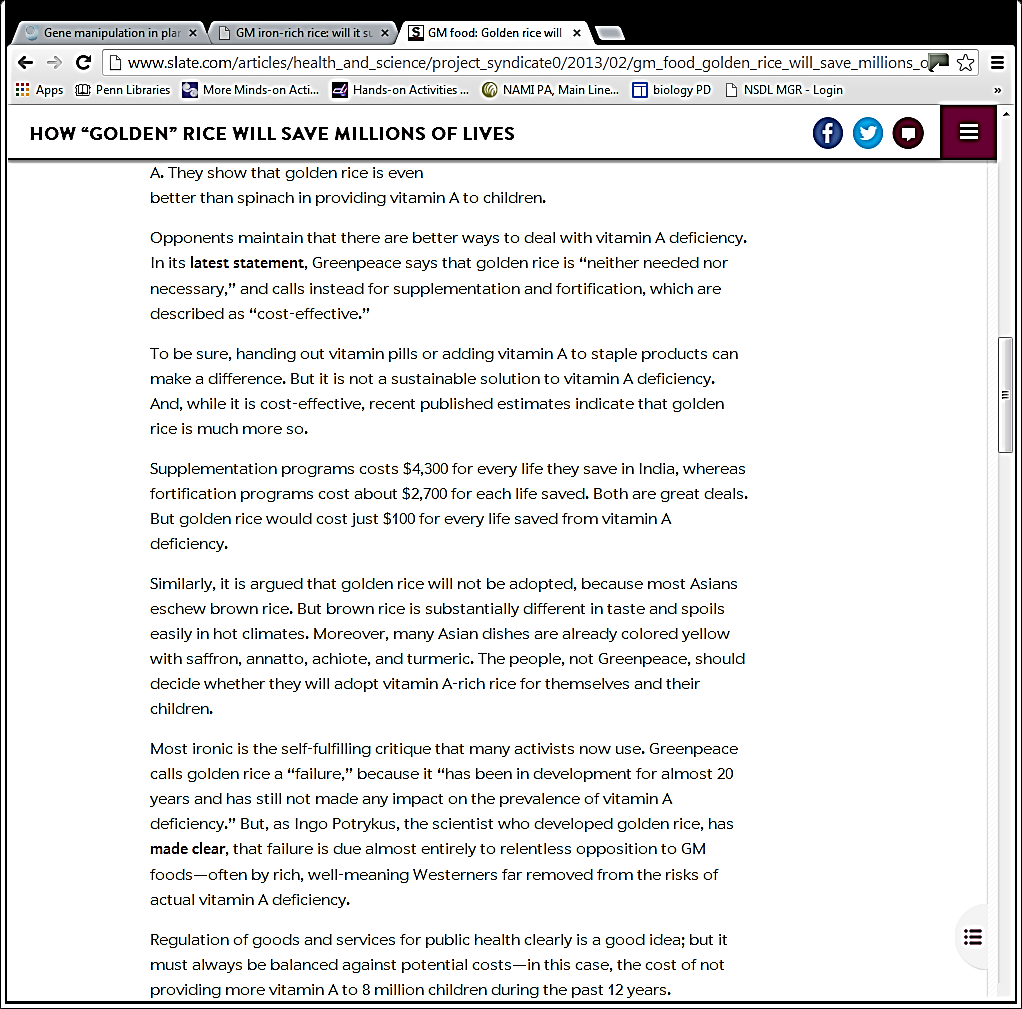 Gene manipulation in plar
GM iron-rich rice: will it su
GM food: Golden rice will
www.slate.com/articles/health_and_science/project_syndicate0/2013/02/gm_food_golden_rice_will_save_millions_o
Apps
Penn Libraries
More Minds-on Acti...
Hands-on Activities ...
NAMI PA, Main Line...
biology PD
NSDL MGR - Login
»
HOW “GOLDEN” RICE WILL SAVE MILLIONS OF LIVES
A. They show that golden rice is even
better than spinach in providing vitamin A to children.
Opponents maintain that there are better ways to deal with vitamin A deficiency.
In its latest statement, Greenpeace says that golden rice is “neither needed nor
necessary,” and calls instead for supplementation and fortification, which are
described as “cost-effective.”
To be sure, handing out vitamin pills or adding vitamin A to staple products can
make a difference. But it is not a sustainable solution to vitamin A deficiency.
And, while it is cost-effective, recent published estimates indicate that golden
rice is much more so.
Supplementation programs costs $4,300 for every life they save in India, whereas
fortification programs cost about $2,700 for each life saved. Both are great deals.
But golden rice would cost just $100 for every life saved from vitamin A
deficiency.
Similarly, it is argued that golden rice will not be adopted, because most Asians
eschew brown rice. But brown rice is substantially different in taste and spoils
easily in hot climates. Moreover, many Asian dishes are already colored yellow
with saffron, annatto, achiote, and turmeric. The people, not Greenpeace, should
decide whether they will adopt vitamin A-rich rice for themselves and their
children.
Most ironic is the self-fulfilling critique that many activists now use. Greenpeace
calls golden rice a “failure,” because it “has been in development for almost 20
years and has still not made any impact on the prevalence of vitamin A
deficiency.” But, as Ingo Potrykus, the scientist who developed golden rice, has
made clear, that failure is due almost entirely to relentless opposition to GM
foods—often by rich, well-meaning Westerners far removed from the risks of
actual vitamin A deficiency.
Regulation of goods and services for public health clearly is a good idea; but it
must always be balanced against potential costs—in this case, the cost of not
providing more vitamin A to 8 million children during the past 12 years.